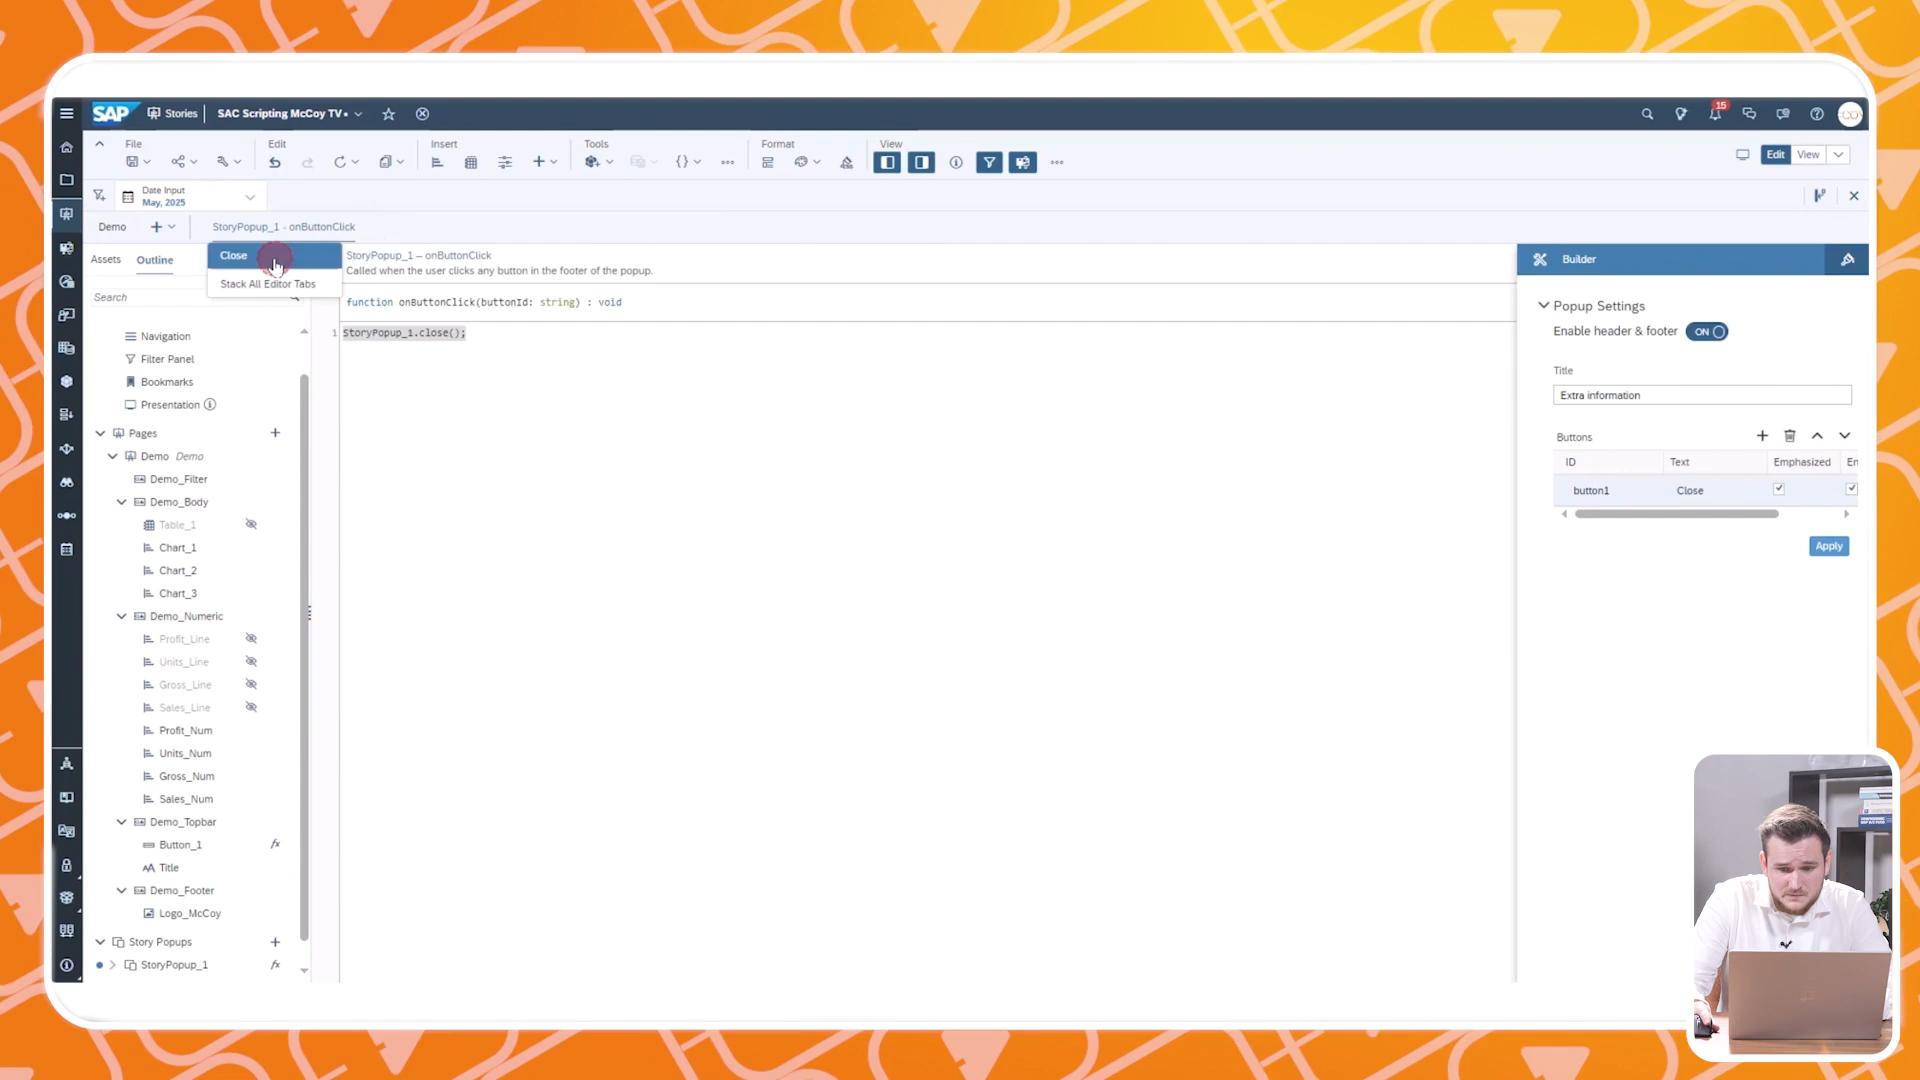 SAP Stories SAC Scripting McCoy TV•
15
File Edit Insert Tools Format View
Edit View
Date Input
May, 2025
Demo StoryPopup_1 - onButtonClick
Assets Outline
Close
Stack All Editor Tabs
Search
StoryPopup_1 – onButtonClick
Called when the user clicks any button in the footer of the popup.
function onButtonClick(buttonId: string) : void
1 StoryPopup_1.close();
Navigation
Filter Panel
Bookmarks
Presentation
Pages
Demo Demo
Demo_Filter
Demo_Body
Table_1
Chart_1
Chart_2
Chart_3
Demo_Numeric
Profit_Line
Units_Line
Gross_Line
Sales_Line
Profit_Num
Units_Num
Gross_Num
Sales_Num
Demo_Topbar
Button_1 fx
Title
Demo_Footer
Logo_McCoy
Story Popups
StoryPopup_1 fx
Builder
Popup Settings
Enable header & footer ON
Title
Extra information
Buttons
ID Text Emphasized En
button1 Close
Apply